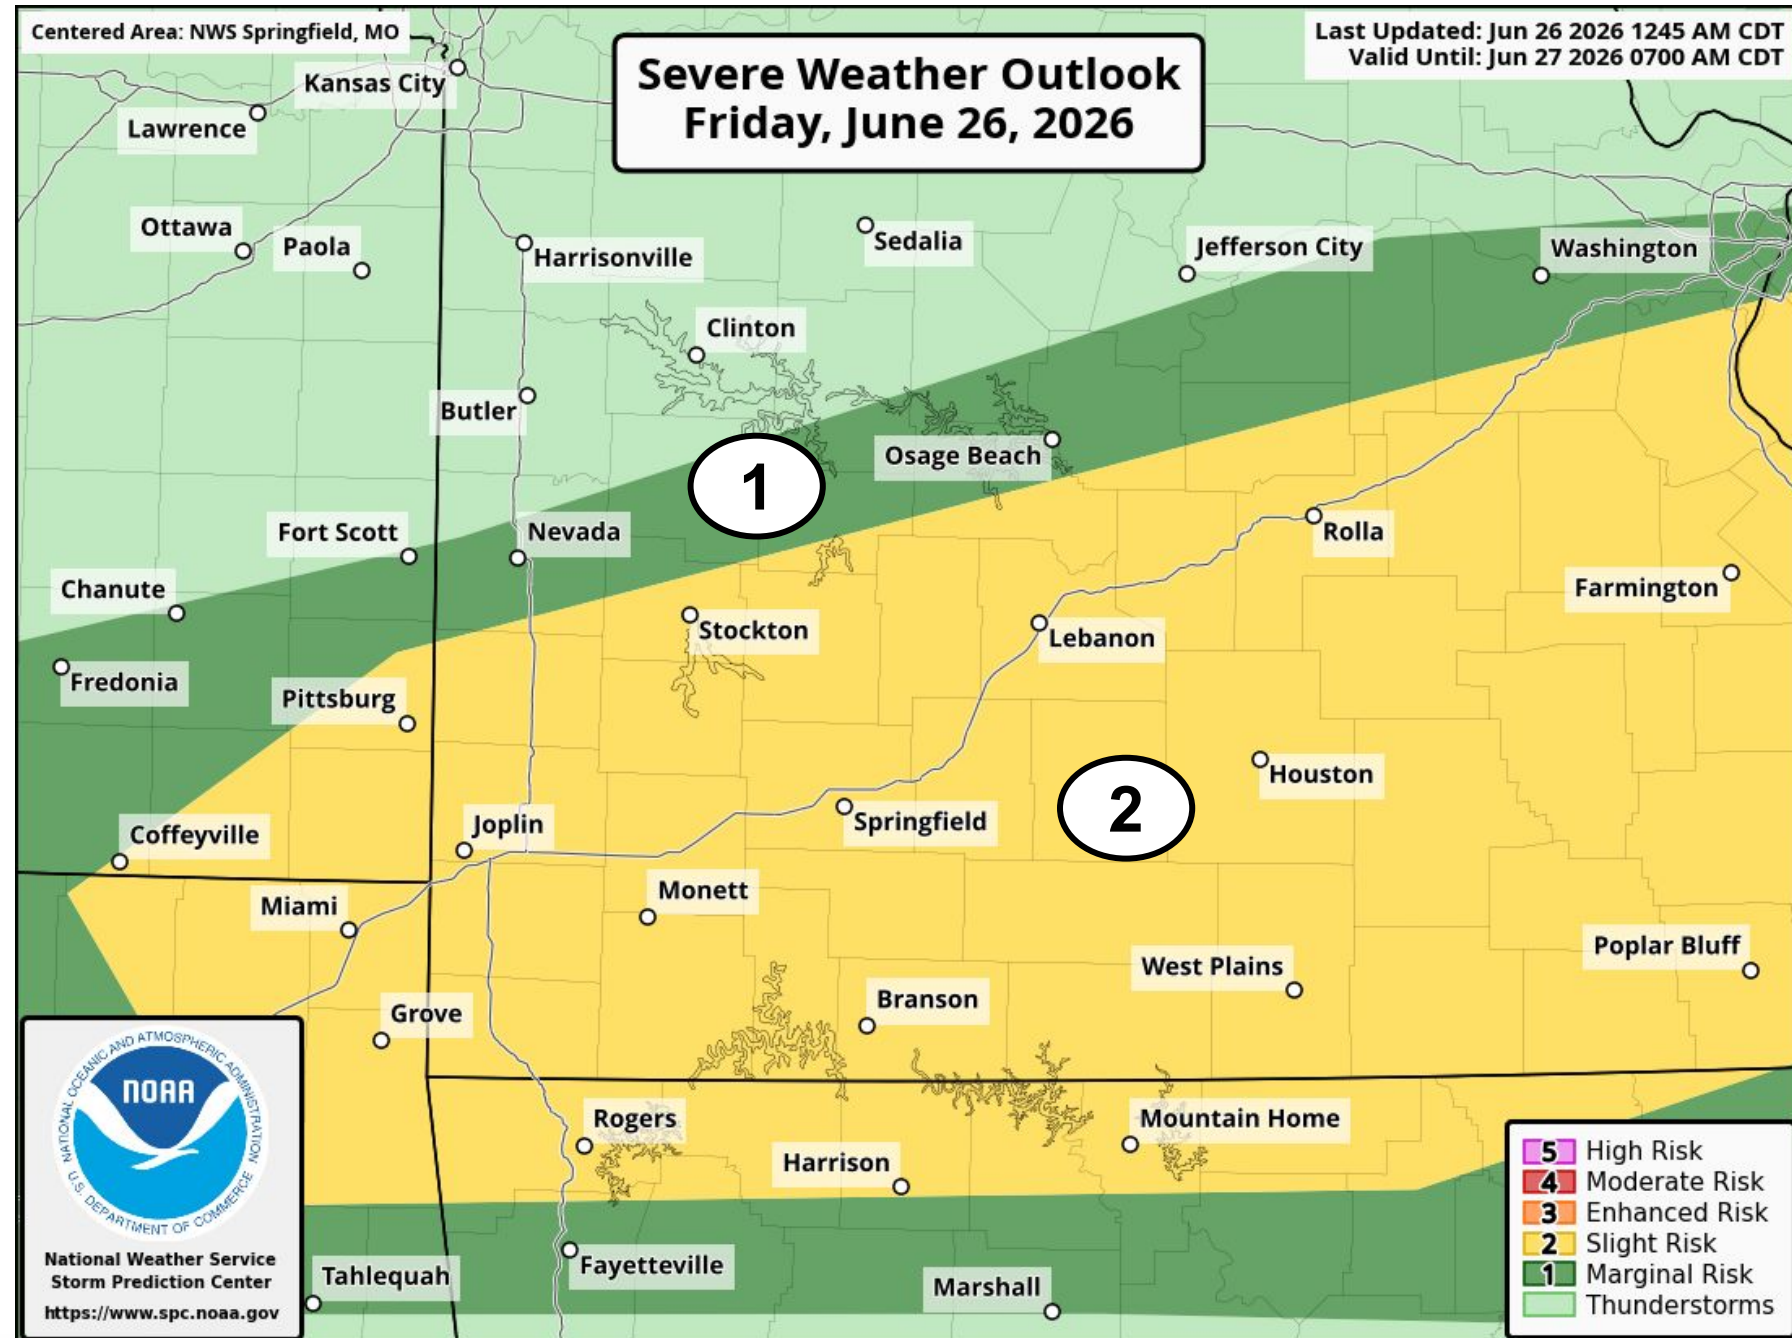 Centered Area: NWS Springfield, MO
Last Updated: Jun 26 2026 1245 AM CDT
Valid Until: Jun 27 2026 0700 AM CDT
Severe Weather Outlook
Friday, June 26, 2026
Kansas City
Lawrence
Ottawa
Paola
Harrisonville
Sedalia
Jefferson City
Washington
Clinton
Butler
Osage Beach
1
Fort Scott
Nevada
Rolla
Chanute
Farmington
Stockton
Lebanon
Fredonia
Pittsburg
Houston
2
Coffeyville
Joplin
Springfield
Miami
Monett
Poplar Bluff
West Plains
Branson
Grove
Rogers
Mountain Home
Harrison
Fayetteville
Tahlequah
Marshall
NATIONAL OCEANIC AND ATMOSPHERIC ADMINISTRATION
NOAA
U.S. DEPARTMENT OF COMMERCE
National Weather Service
Storm Prediction Center
https://www.spc.noaa.gov
5 High Risk
4 Moderate Risk
3 Enhanced Risk
2 Slight Risk
1 Marginal Risk
Thunderstorms